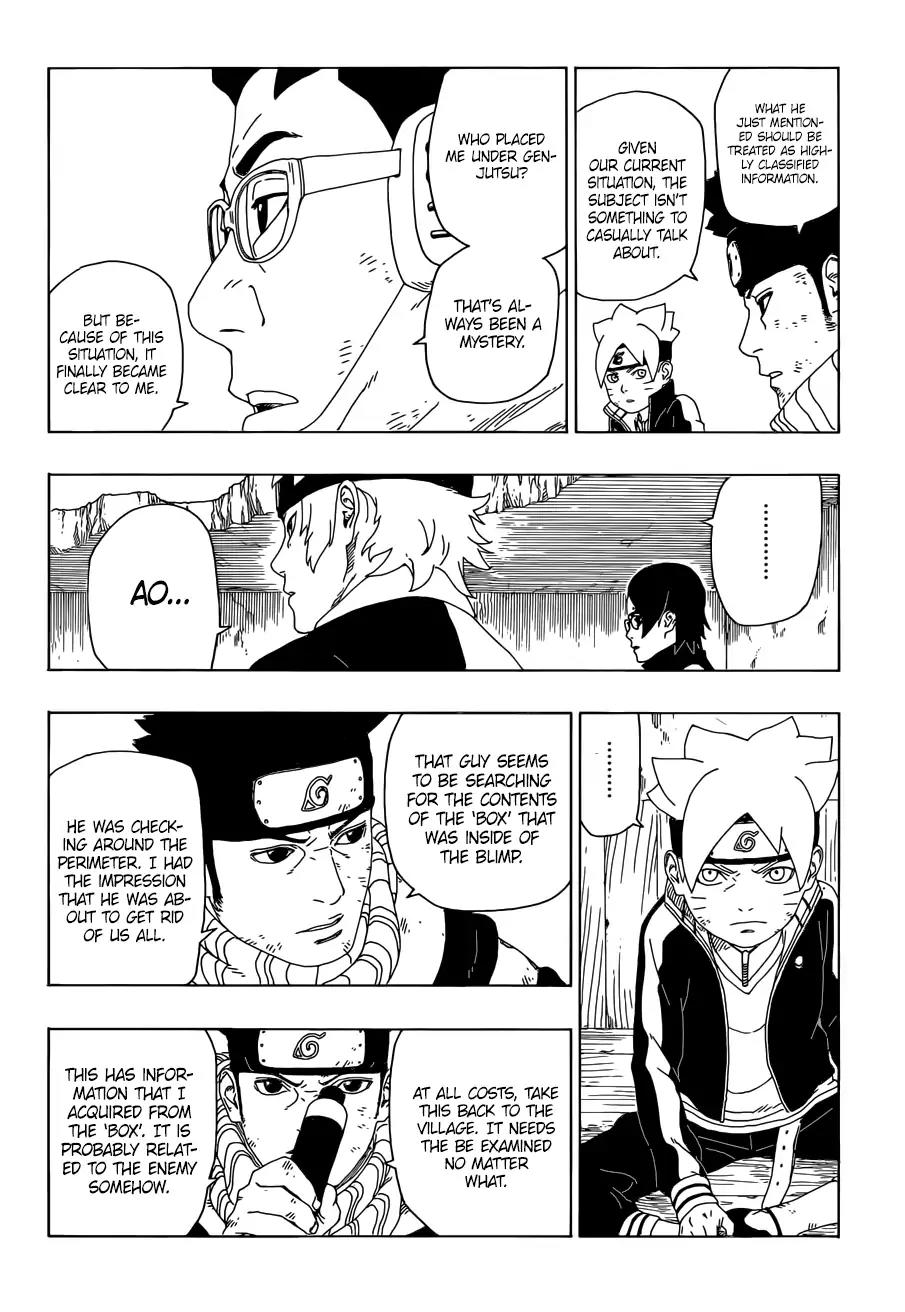 WHAT HE
JUST MENTION-
ED SHOULD BE
TREATED AS HIGH-
LY CLASSIFIED
INFORMATION.
GIVEN
OUR CURRENT
SITUATION, THE
SUBJECT ISN'T
SOMETHING TO
CASUALLY TALK
ABOUT.
WHO PLACED
ME UNDER GEN-
JUTSU?
THAT'S AL-
WAYS BEEN A
MYSTERY.
BUT BE-
CAUSE OF THIS
SITUATION, IT
FINALLY BECAME
CLEAR TO ME.
..........
AO...
..........
THAT GUY SEEMS
TO BE SEARCHING
FOR THE CONTENTS
OF THE 'BOX' THAT
WAS INSIDE OF
THE BLIMP.
HE WAS CHECK-
ING AROUND THE
PERIMETER. I HAD
THE IMPRESSION
THAT HE WAS AB-
OUT TO GET RID
OF US ALL.
AT ALL COSTS, TAKE
THIS BACK TO THE
VILLAGE. IT NEEDS
THE BE EXAMINED
NO MATTER
WHAT.
THIS HAS INFOR-
MATION THAT I
ACQUIRED FROM
THE 'BOX'. IT IS
PROBABLY RELAT-
ED TO THE ENEMY
SOMEHOW.